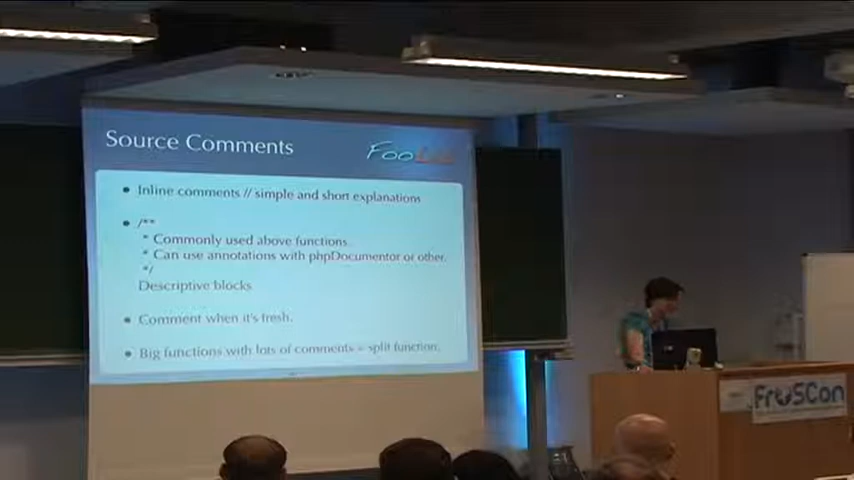 Source Comments
Foo
• Inline comments // simple and short explanations
• /**
* Commonly used above functions.
* Can use annotations with phpDocumentor or other.
*/
Descriptive blocks.
• Comment when it's fresh.
• Big functions with lots of comments = split function.
FrOSCon